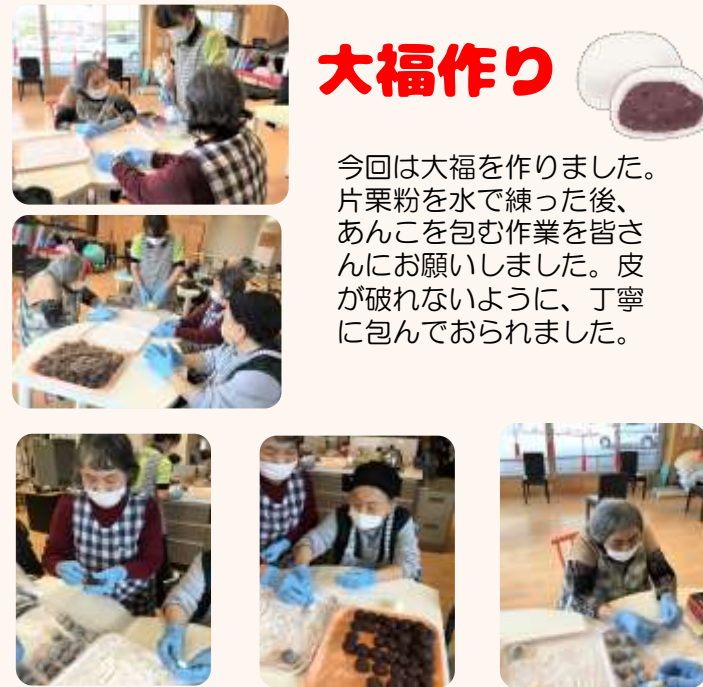 大福作り
今回は大福を作りました。
片栗粉を水で練った後、
あんこを包む作業を皆さ
んにお願いしました。皮
が破れないように、丁寧
に包んでおられました。